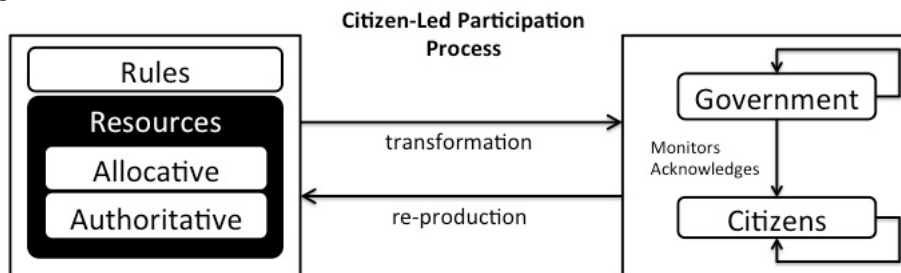 Citizen-Led Participation
Process
Rules
Resources
Allocative
Authoritative
transformation
re-production
Government
Monitors
Acknowledges
Citizens